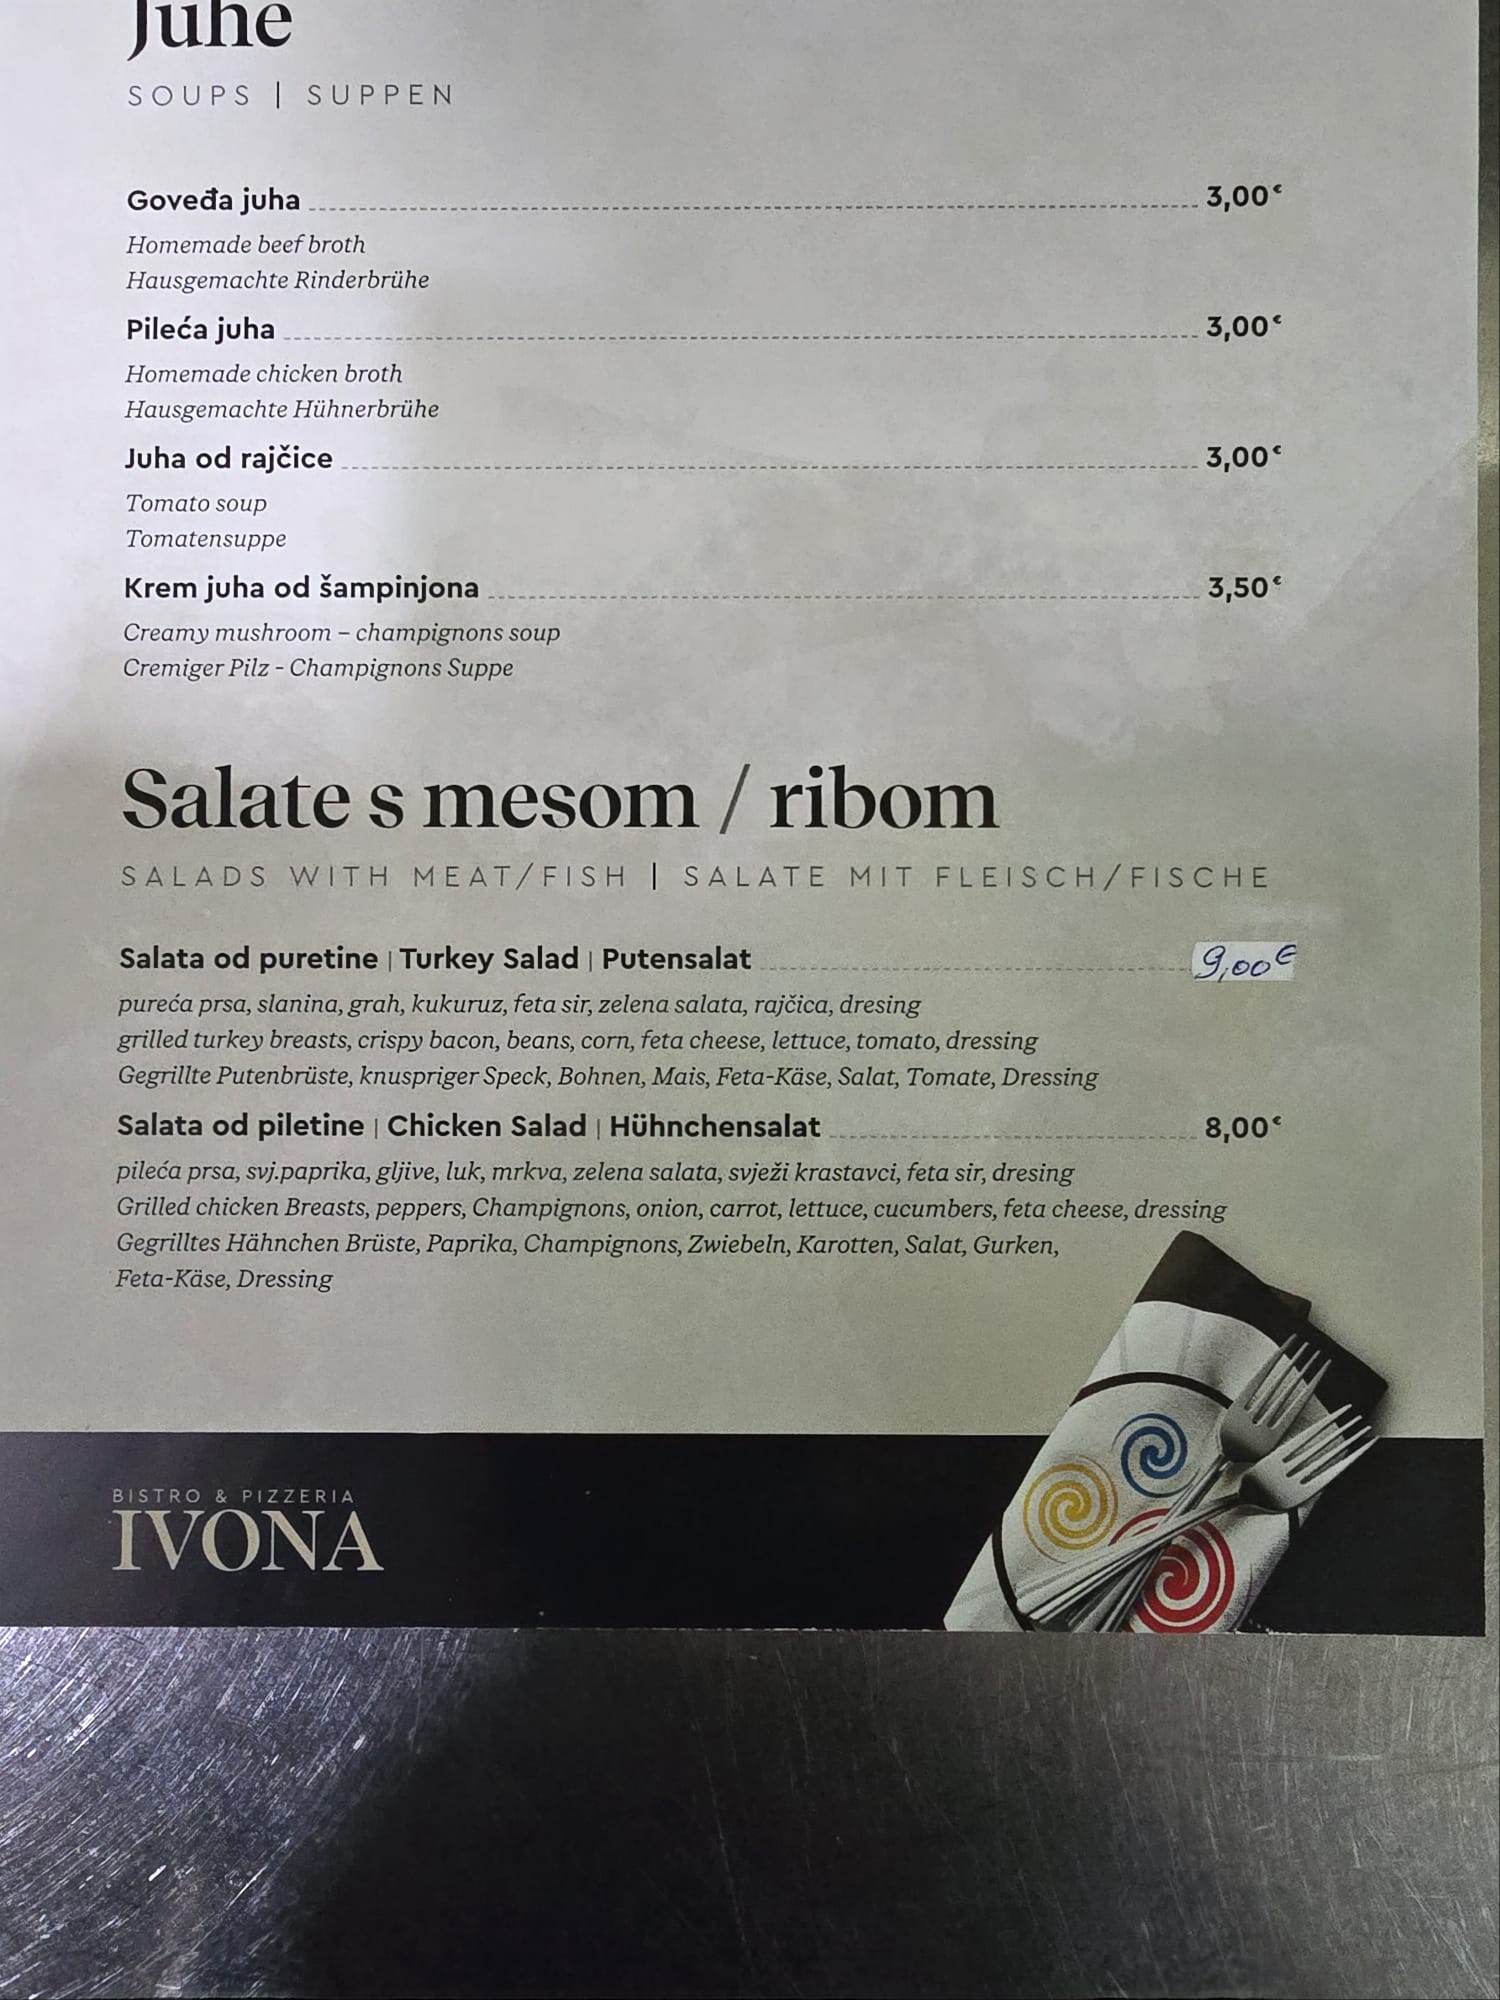 Juhe
SOUPS | SUPPEN
Goveđa juha 3,00€
Homemade beef broth
Hausgemachte Rinderbrühe
Pileća juha 3,00€
Homemade chicken broth
Hausgemachte Hühnerbrühe
Juha od rajčice 3,00€
Tomato soup
Tomatensuppe
Krem juha od šampinjona 3,50€
Creamy mushroom – champignons soup
Cremiger Pilz - Champignons Suppe
Salate s mesom / ribom
SALADS WITH MEAT/FISH | SALATE MIT FLEISCH/FISCHE
Salata od puretine | Turkey Salad | Putensalat 9,00€
pureća prsa, slanina, grah, kukuruz, feta sir, zelena salata, rajčica, dresing
grilled turkey breasts, crispy bacon, beans, corn, feta cheese, lettuce, tomato, dressing
Gegrillte Putenbrüste, knuspriger Speck, Bohnen, Mais, Feta-Käse, Salat, Tomate, Dressing
Salata od piletine | Chicken Salad | Hühnchensalat 8,00€
pileća prsa, svj.paprika, gljive, luk, mrkva, zelena salata, svježi krastavci, feta sir, dresing
Grilled chicken Breasts, peppers, Champignons, onion, carrot, lettuce, cucumbers, feta cheese, dressing
Gegrilltes Hähnchen Brüste, Paprika, Champignons, Zwiebeln, Karotten, Salat, Gurken,
Feta-Käse, Dressing
BISTRO & PIZZERIA
IVONA